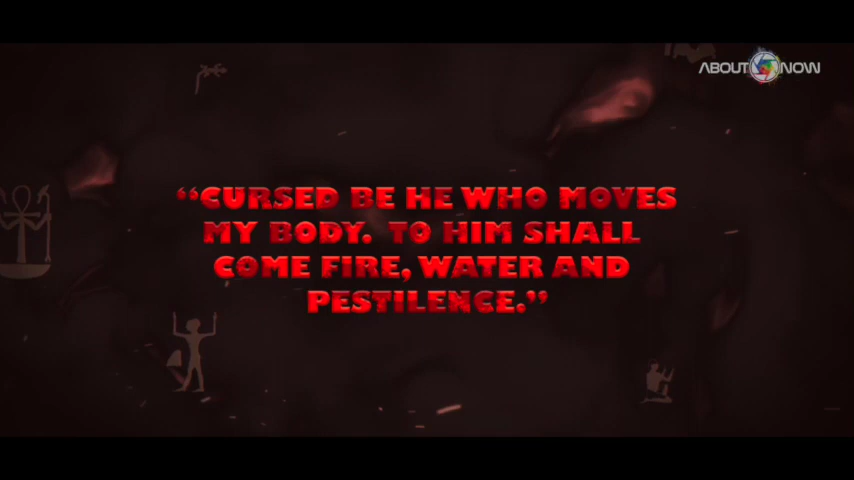 ABOUT NOW
“CURSED BE HE WHO MOVES
MY BODY. TO HIM SHALL
COME FIRE, WATER AND
PESTILENCE.”